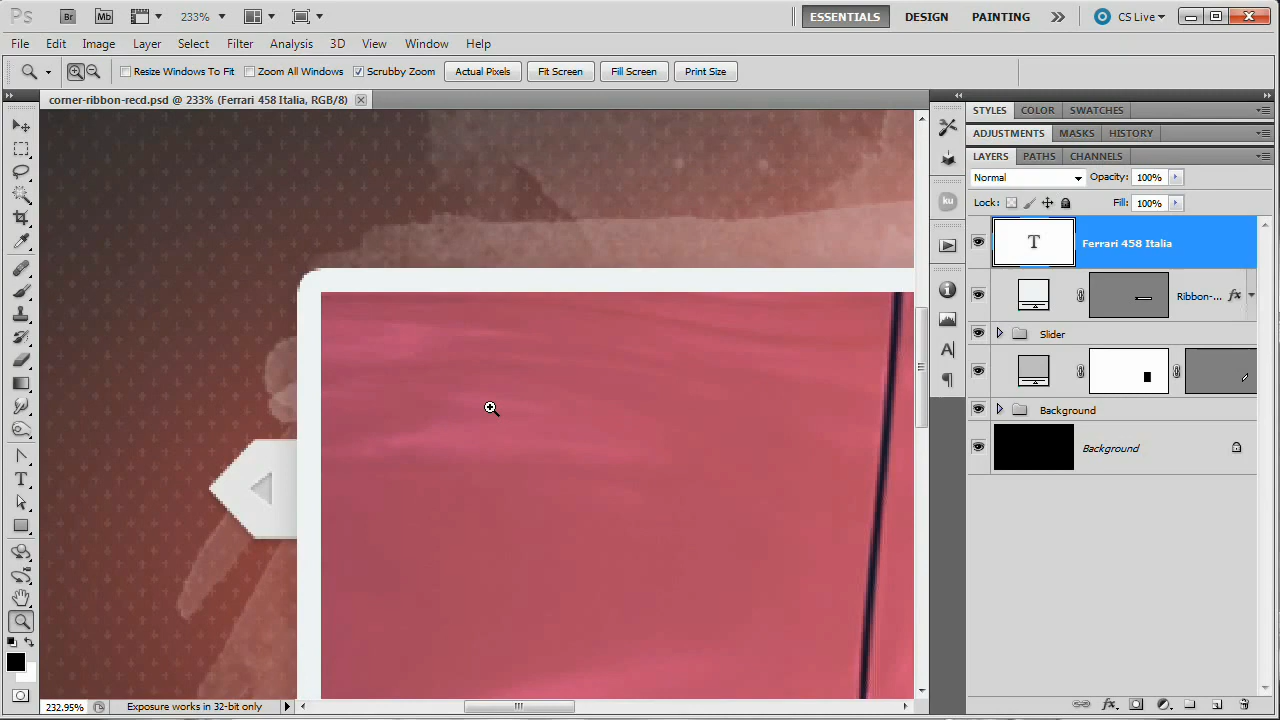 Ps Br Mb 233% ESSENTIALS DESIGN PAINTING CS Live
File Edit Image Layer Select Filter Analysis 3D View Window Help
Resize Windows To Fit Zoom All Windows Scrubby Zoom Actual Pixels Fit Screen Fill Screen Print Size
corner-ribbon-recd.psd @ 233% (Ferrari 458 Italia, RGB/8)
STYLES COLOR SWATCHES
ADJUSTMENTS MASKS HISTORY
LAYERS PATHS CHANNELS
Normal Opacity: 100%
Lock: Fill: 100%
ku
T Ferrari 458 Italia
Ribbon-... fx
Slider
Background
Background
232.95% Exposure works in 32-bit only
fx